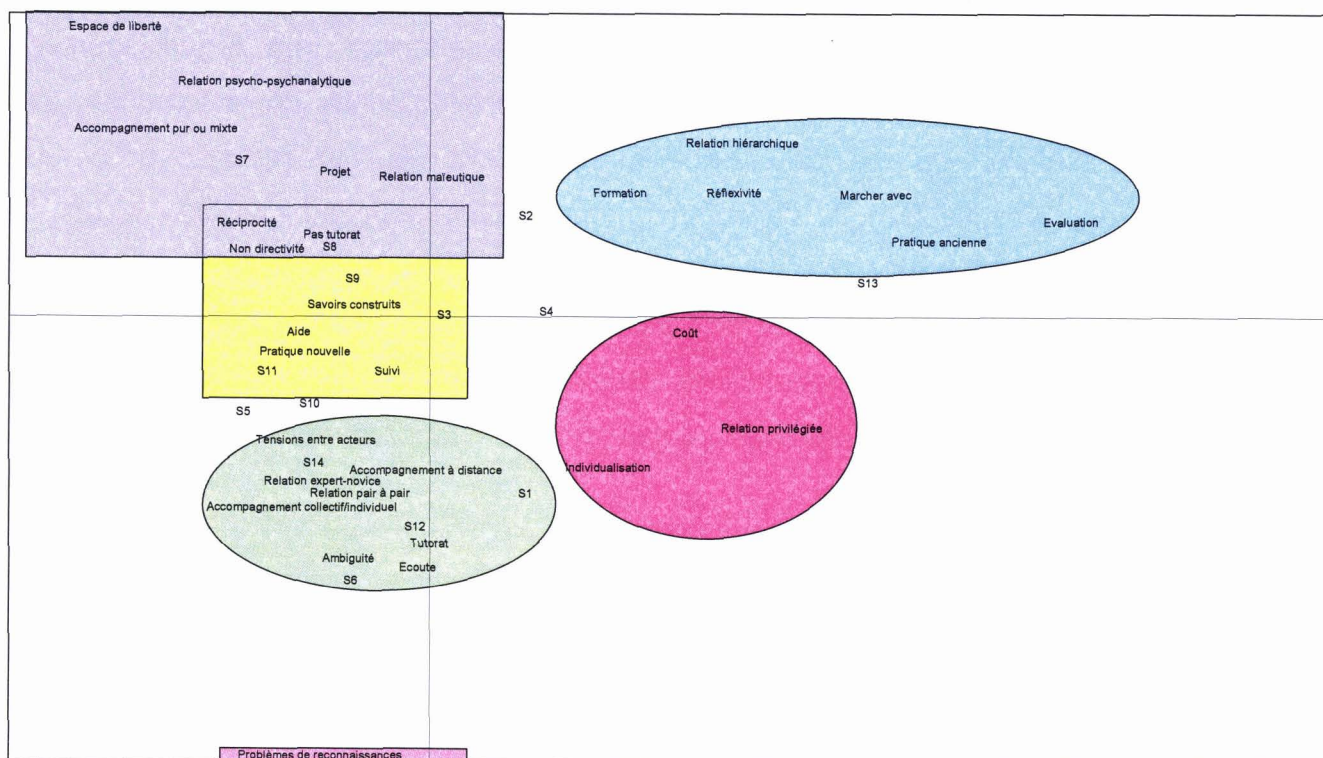 Espace de liberté
Relation psycho-psychanalytique
Accompagnement pur ou mixte
S7
Projet
Relation maïeutique
Réciprocité
Pas tutorat
Non directivité
S8
S2
Relation hiérarchique
Formation
Réflexivité
Marcher avec
Evaluation
Pratique ancienne
S13
S9
Savoirs construits
S3
S4
Aide
Pratique nouvelle
S11
Suivi
S10
S5
Coût
Relation privilégiée
Individualisation
Tensions entre acteurs
S14
Accompagnement à distance
Relation expert-novice
Relation pair à pair
S1
Accompagnement collectif/individuel
S12
Tutorat
Ambiguité
Ecoute
S6
Problèmes de reconnaissances